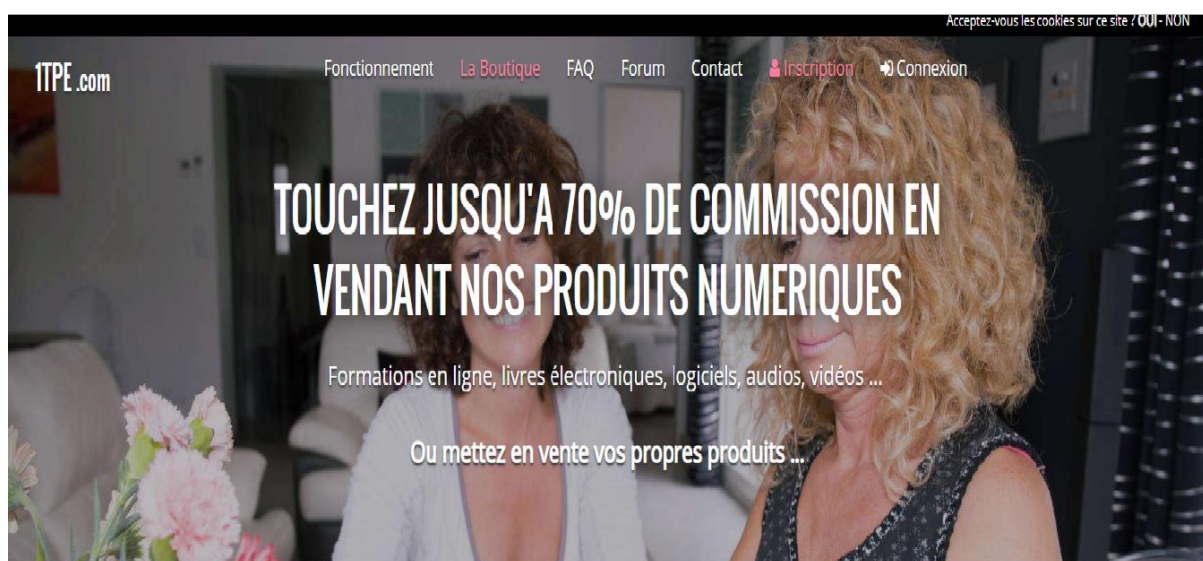 Acceptez-vous les cookies sur ce site ? OUI - NON
1TPE.com
Fonctionnement La Boutique FAQ Forum Contact Inscription Connexion
TOUCHEZ JUSQU'A 70% DE COMMISSION EN
VENDANT NOS PRODUITS NUMERIQUES
Formations en ligne, livres électroniques, logiciels, audios, vidéos ...
Ou mettez en vente vos propres produits ...